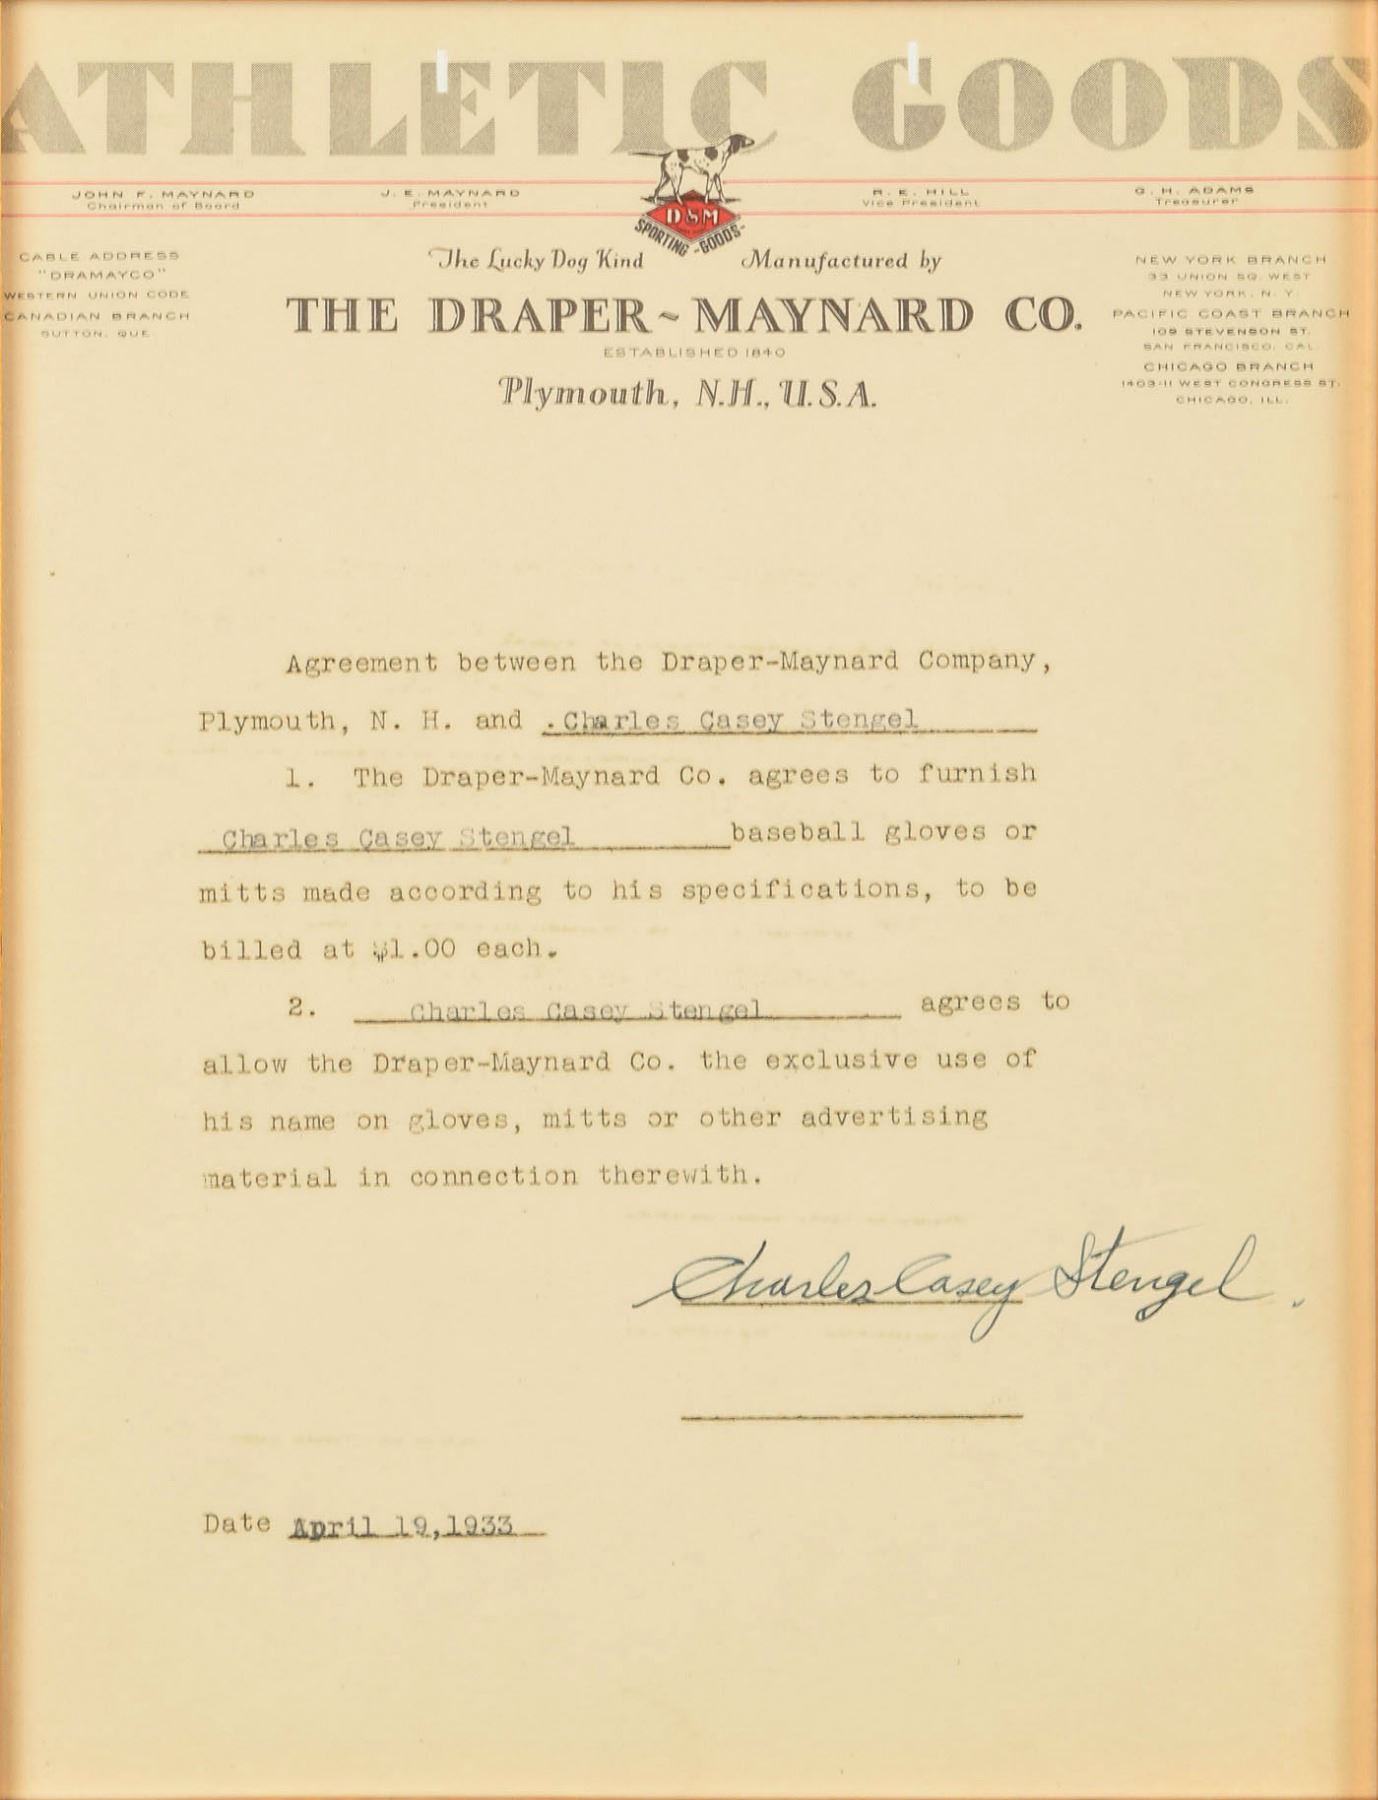 ATHLETIC GOODS
JOHN F. MAYNARD
Chairman of Board
J. E. MAYNARD
President
R. E. HILL
Vice President
G. H. ADAMS
Treasurer
D&M
SPORTING GOODS
CABLE ADDRESS
"DRAMAYCO"
WESTERN UNION CODE
CANADIAN BRANCH
SUTTON, QUE.
The Lucky Dog Kind Manufactured by
THE DRAPER-MAYNARD CO.
ESTABLISHED 1840
Plymouth, N.H., U.S.A.
NEW YORK BRANCH
33 UNION SQ. WEST
NEW YORK, N. Y.
PACIFIC COAST BRANCH
109 STEVENSON ST.
SAN FRANCISCO, CAL.
CHICAGO BRANCH
1403-11 WEST CONGRESS ST.
CHICAGO, ILL.
Agreement between the Draper-Maynard Company,
Plymouth, N. H. and .Charles Casey Stengel
1. The Draper-Maynard Co. agrees to furnish
Charles Casey Stengel baseball gloves or
mitts made according to his specifications, to be
billed at $1.00 each.
2. Charles Casey Stengel agrees to
allow the Draper-Maynard Co. the exclusive use of
his name on gloves, mitts or other advertising
material in connection therewith.
Charles Casey Stengel.
Date April 19,1933